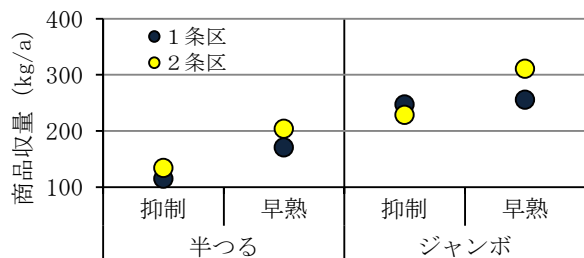 商品収量（kg/a）
400
300
200
100
１条区
２条区
抑制 早熟 抑制 早熟
半つる ジャンボ